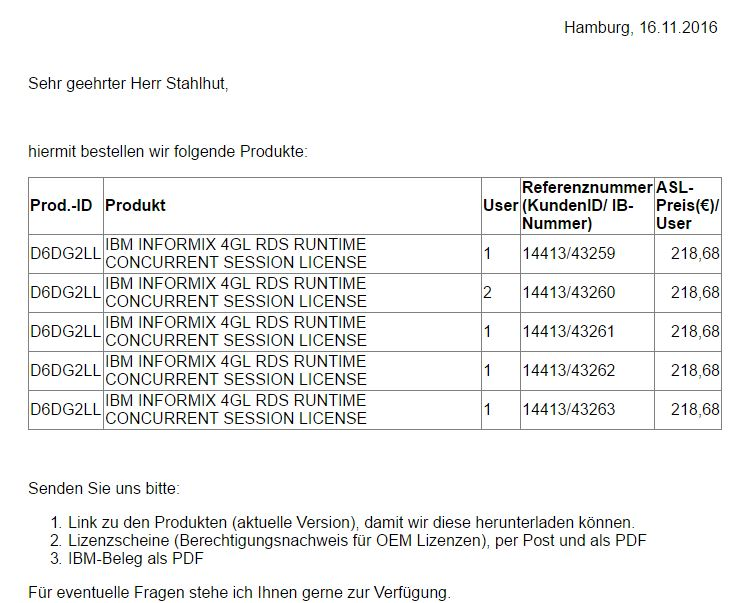 Hamburg, 16.11.2016
Sehr geehrter Herr Stahlhut,
hiermit bestellen wir folgende Produkte:
Prod.-ID Produkt User Referenznummer (KundenID/ IB-Nummer) ASL-Preis(€)/ User
D6DG2LL IBM INFORMIX 4GL RDS RUNTIME CONCURRENT SESSION LICENSE 1 14413/43259 218,68
D6DG2LL IBM INFORMIX 4GL RDS RUNTIME CONCURRENT SESSION LICENSE 2 14413/43260 218,68
D6DG2LL IBM INFORMIX 4GL RDS RUNTIME CONCURRENT SESSION LICENSE 1 14413/43261 218,68
D6DG2LL IBM INFORMIX 4GL RDS RUNTIME CONCURRENT SESSION LICENSE 1 14413/43262 218,68
D6DG2LL IBM INFORMIX 4GL RDS RUNTIME CONCURRENT SESSION LICENSE 1 14413/43263 218,68
Senden Sie uns bitte:
1. Link zu den Produkten (aktuelle Version), damit wir diese herunterladen können.
2. Lizenzscheine (Berechtigungsnachweis für OEM Lizenzen), per Post und als PDF
3. IBM-Beleg als PDF
Für eventuelle Fragen stehe ich Ihnen gerne zur Verfügung.